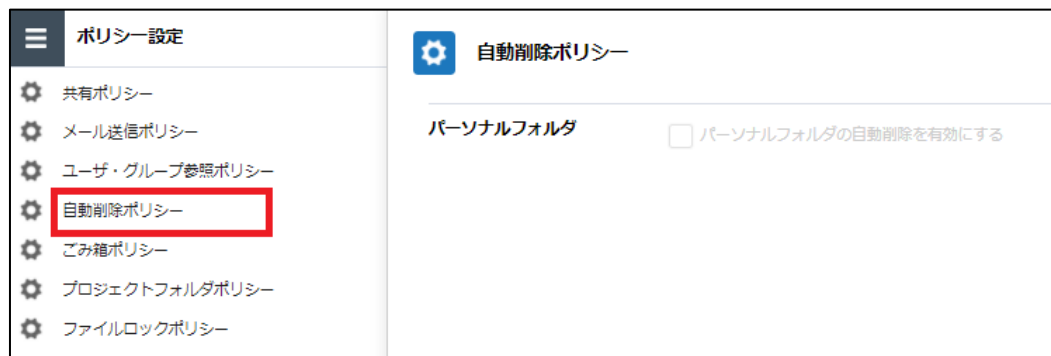 ポリシー設定
共有ポリシー
メール送信ポリシー
ユーザ・グループ参照ポリシー
自動削除ポリシー
ごみ箱ポリシー
プロジェクトフォルダポリシー
ファイルロックポリシー
自動削除ポリシー
パーソナルフォルダ
パーソナルフォルダの自動削除を有効にする